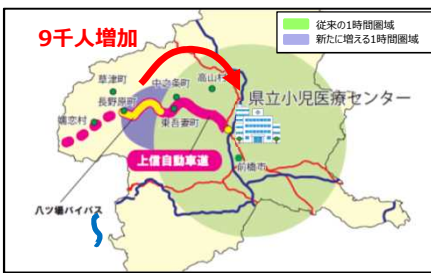 9千人増加
従来の1時間圏域
新たに増える1時間圏域
草津町
中之条町
高山村
長野原町
県立小児医療センター
嬬恋村
東吾妻町
上信自動車道
前橋市
八ツ場バイパス